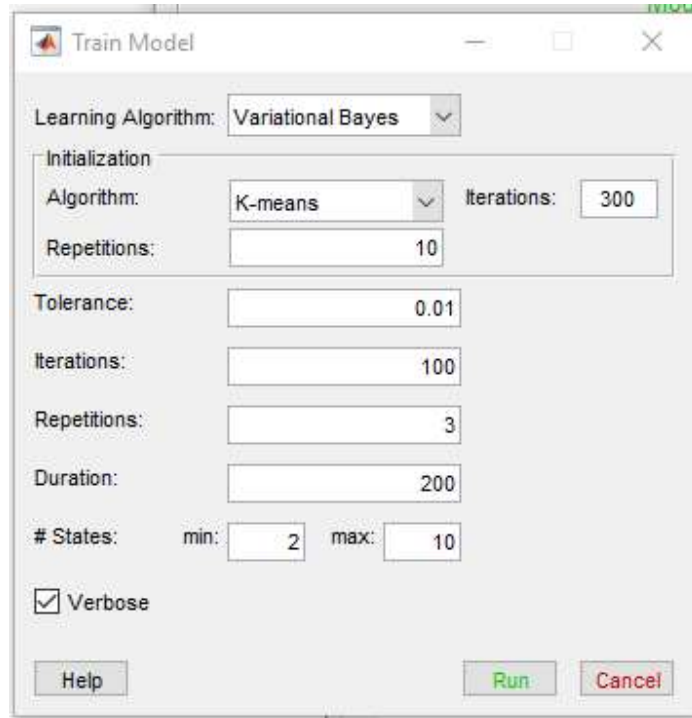 Train Model
Learning Algorithm: Variational Bayes
Initialization
Algorithm: K-means Iterations: 300
Repetitions: 10
Tolerance: 0.01
Iterations: 100
Repetitions: 3
Duration: 200
# States: min: 2 max: 10
Verbose
Help Run Cancel